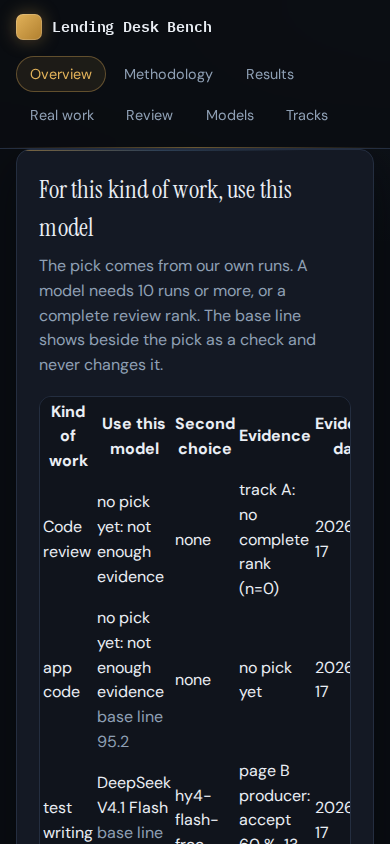 Lending Desk Bench
Overview Methodology Results
Real work Review Models Tracks
For this kind of work, use this
model
The pick comes from our own runs. A
model needs 10 runs or more, or a
complete review rank. The base line
shows beside the pick as a check and
never changes it.
Kind of work Use this model Second choice Evidence
Code review no pick yet: not enough evidence none track A: no complete rank (n=0) 17
app code no pick yet: not enough evidence base line 95.2 none no pick yet 17
test writing DeepSeek V4.1 Flash base line hy4-flash- page B producer: accept 17